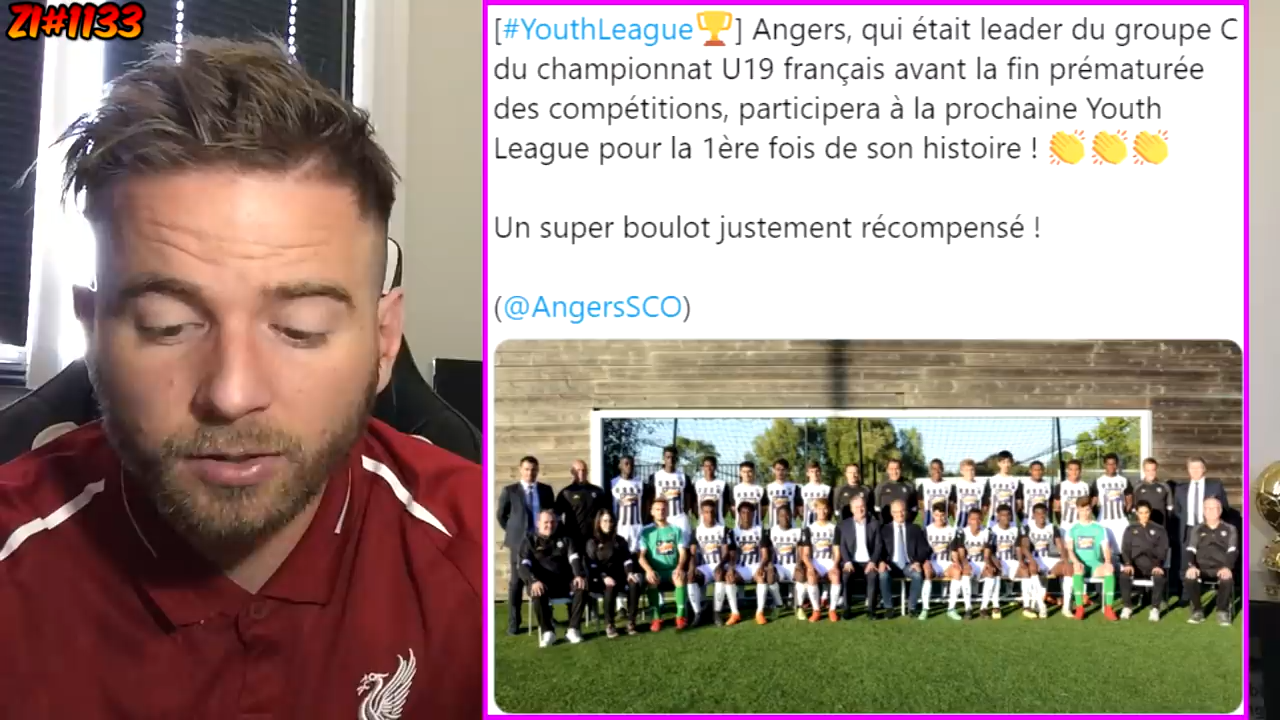 ZI#1133
[#YouthLeague🏆] Angers, qui était leader du groupe C
du championnat U19 français avant la fin prématurée
des compétitions, participera à la prochaine Youth
League pour la 1ère fois de son histoire ! 👏👏👏
Un super boulot justement récompensé !
(@AngersSCO)